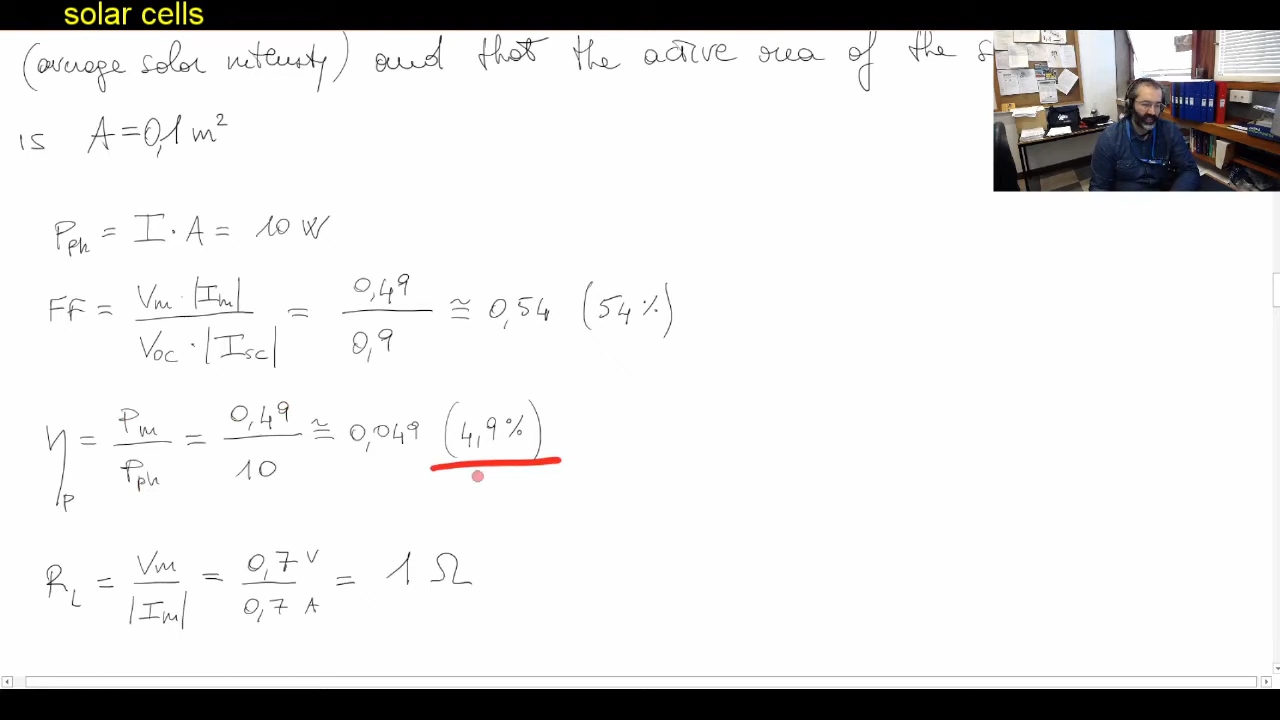 solar cells
(average solar intensity) and that the active rea of the s
is A = 0,1 m²
P_ph = I · A = 10 W
FF = V_m · |I_m| / V_oc · |I_sc| = 0,49 / 0,9 ≅ 0,54 (54%)
η_P = P_m / P_ph = 0,49 / 10 ≅ 0,049 (4,9%)
R_L = V_m / |I_m| = 0,7 V / 0,7 A = 1 Ω